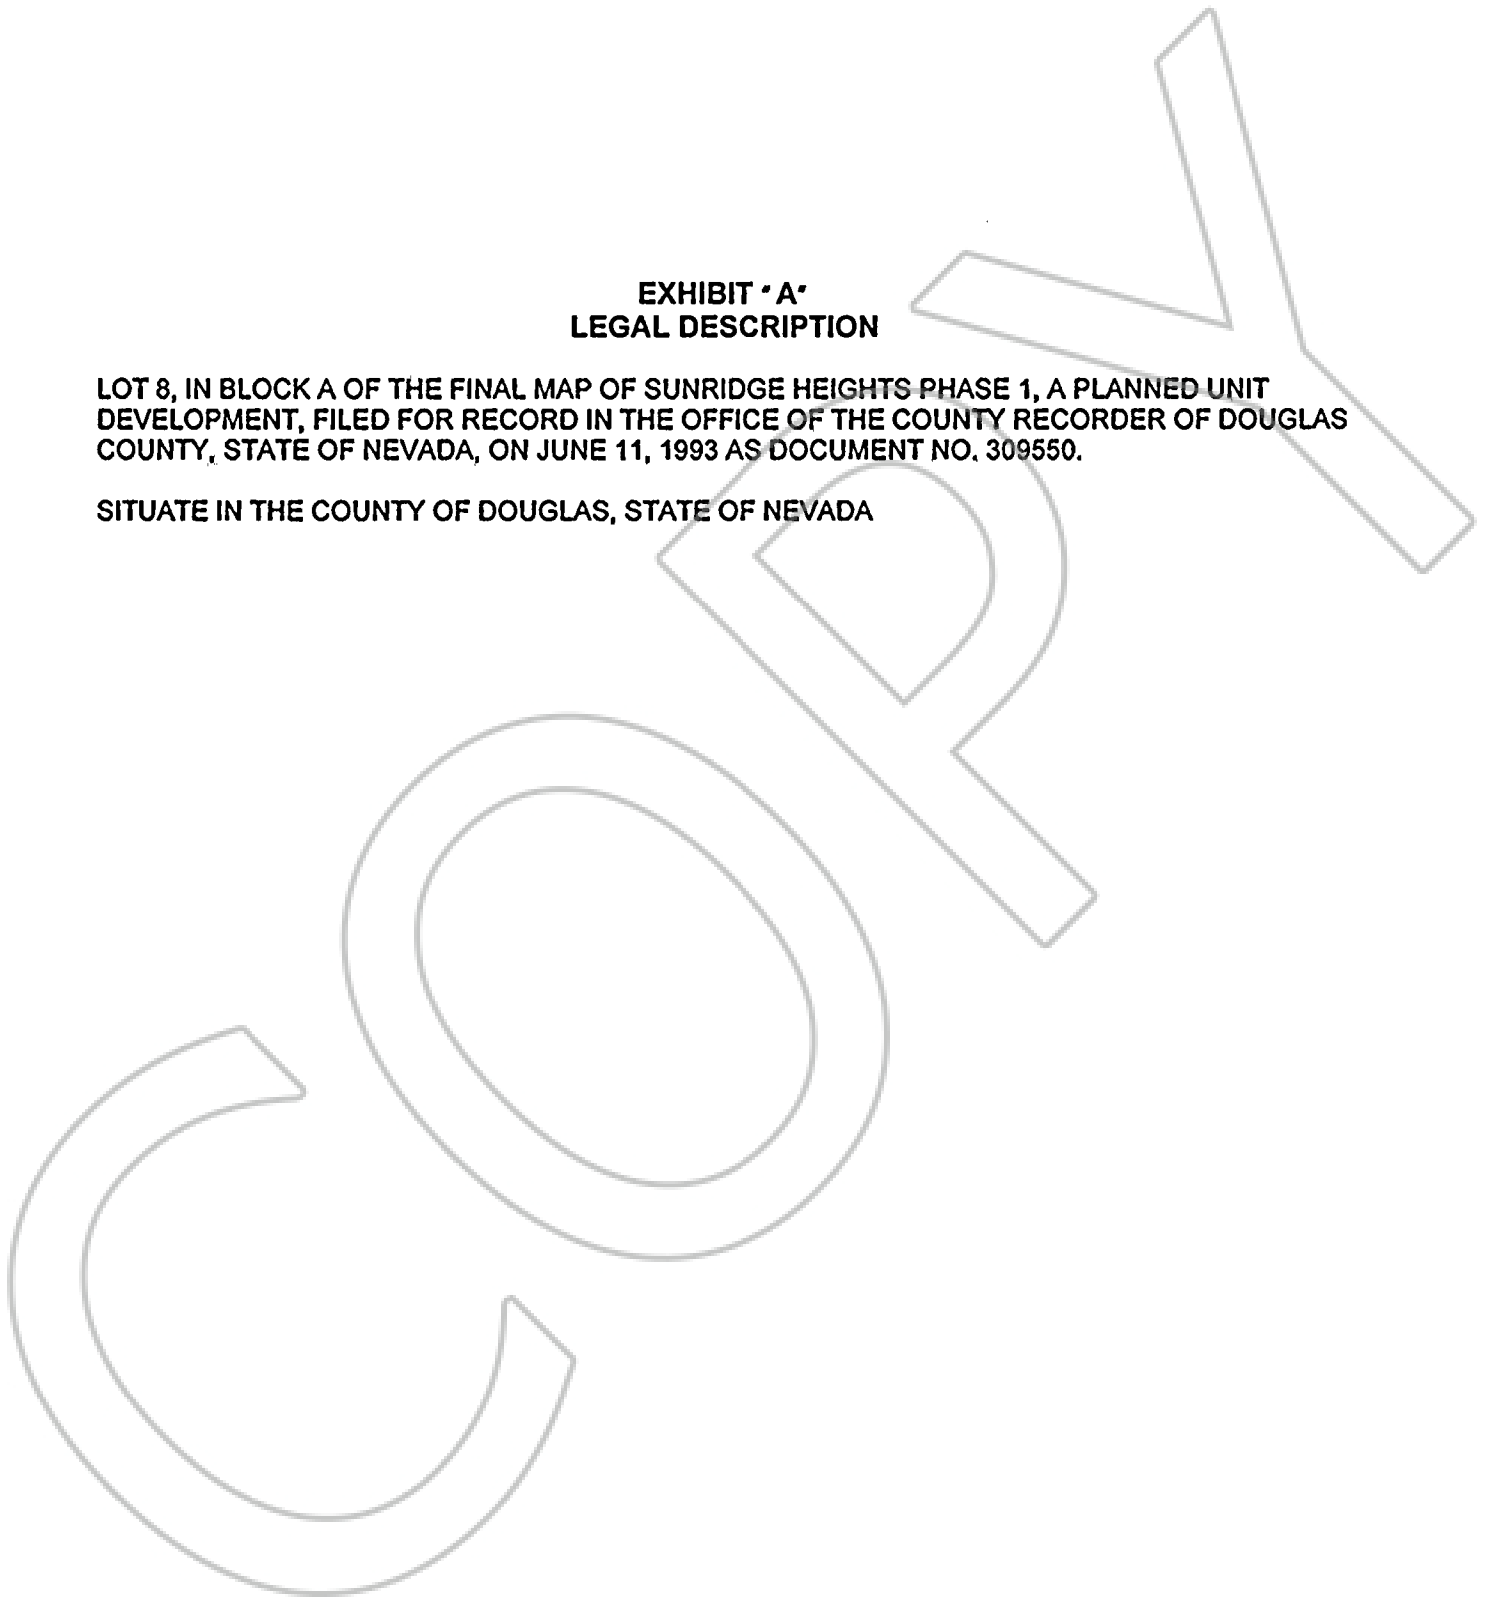 EXHIBIT "A"
LEGAL DESCRIPTION
LOT 8, IN BLOCK A OF THE FINAL MAP OF SUNRIDGE HEIGHTS PHASE 1, A PLANNED UNIT
DEVELOPMENT, FILED FOR RECORD IN THE OFFICE OF THE COUNTY RECORDER OF DOUGLAS
COUNTY, STATE OF NEVADA, ON JUNE 11, 1993 AS DOCUMENT NO. 309550.
SITUATE IN THE COUNTY OF DOUGLAS, STATE OF NEVADA
COPY